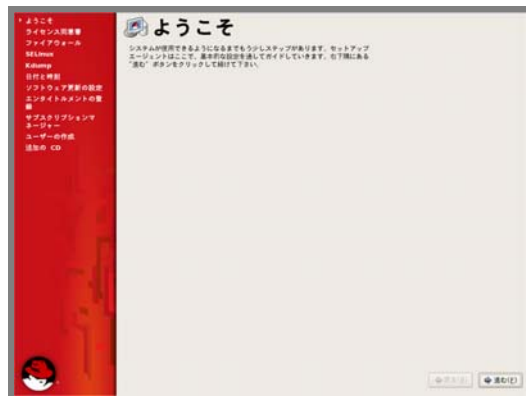 ようこそ
ライセンス同意書
ファイアウォール
SELinux
Kdump
日付と時刻
ソフトウェア更新の設定
エンタイトルメントの登
録
サブスクリプションマ
ネージャー
ユーザーの作成
追加の CD
ようこそ
システムが使用できるようになるまでもう少しステップがあります。セットアップ
エージェントはここで、基本的な設定を通してガイドしていきます。右下隅にある
"進む" ボタンをクリックして続けて下さい。
進む(F)